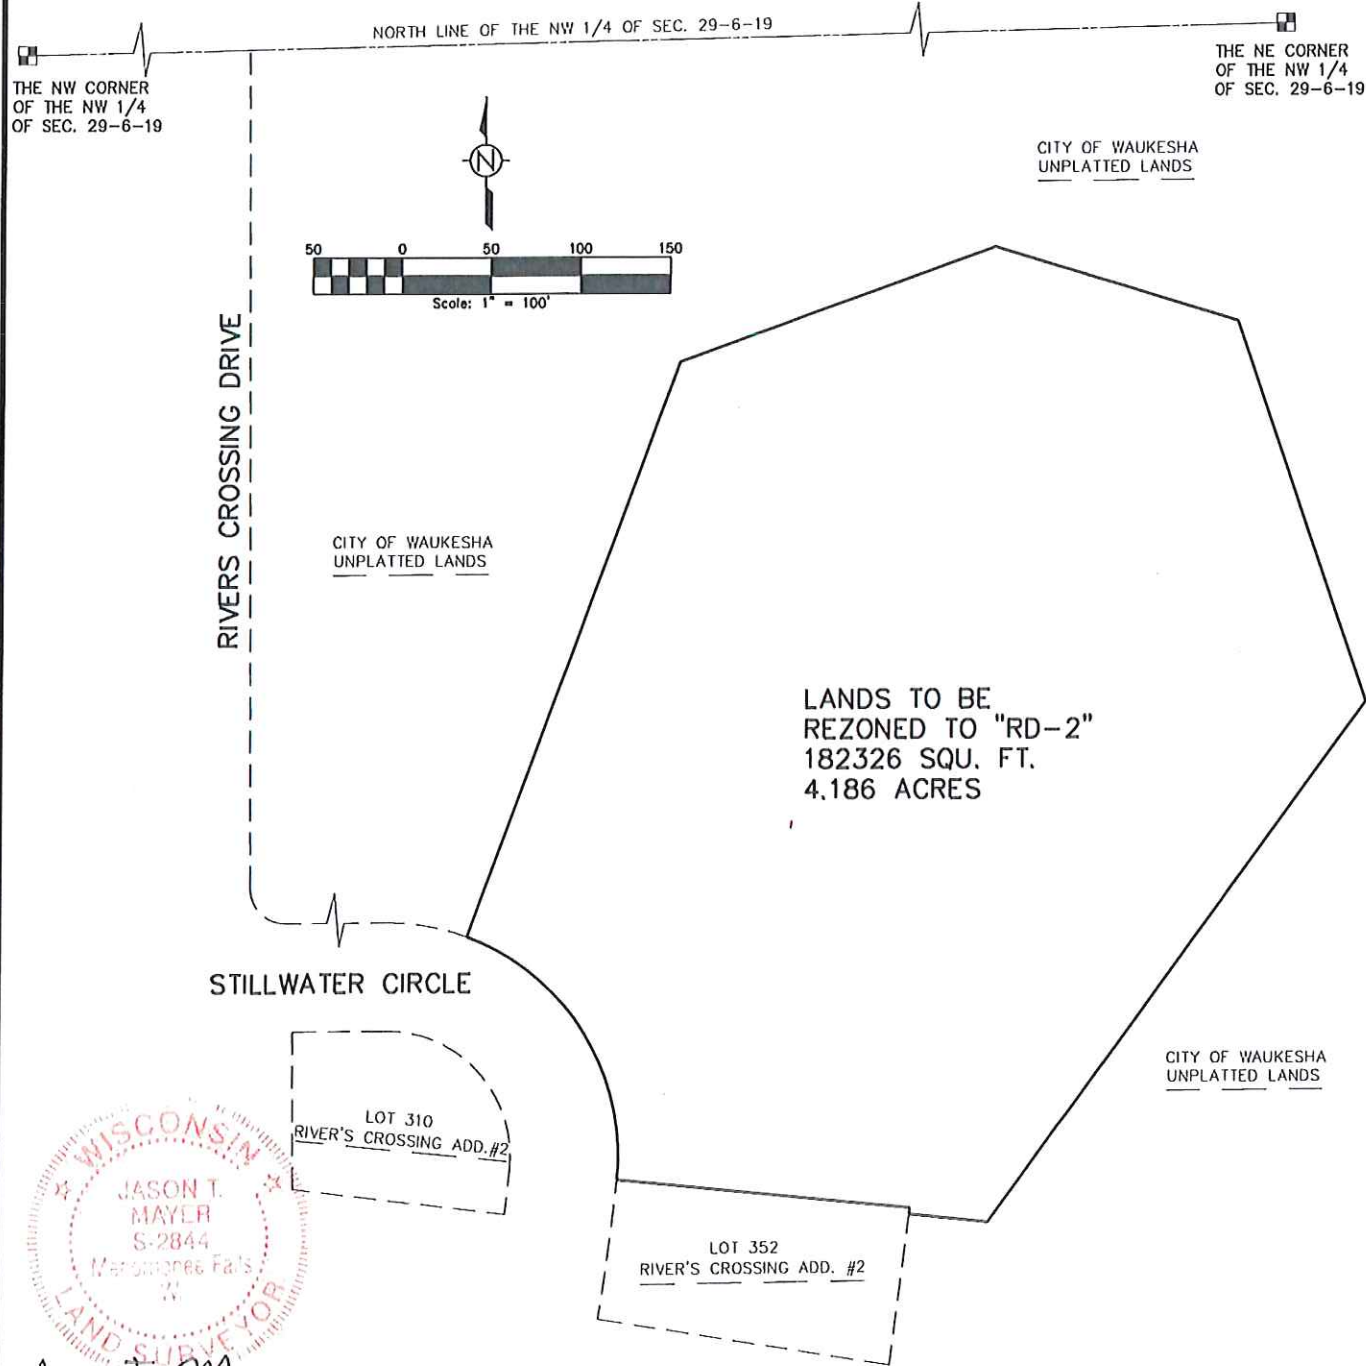 NORTH LINE OF THE NW 1/4 OF SEC. 29-6-19
THE NW CORNER
OF THE NW 1/4
OF SEC. 29-6-19
THE NE CORNER
OF THE NW 1/4
OF SEC. 29-6-19
CITY OF WAUKESHA
UNPLATTED LANDS
N
50 0 50 100 150
Scale: 1" = 100'
RIVERS CROSSING DRIVE
CITY OF WAUKESHA
UNPLATTED LANDS
LANDS TO BE
REZONED TO "RD-2"
182326 SQU. FT.
4.186 ACRES
STILLWATER CIRCLE
CITY OF WAUKESHA
UNPLATTED LANDS
LOT 310
RIVER'S CROSSING ADD.#2
LOT 352
RIVER'S CROSSING ADD. #2
WISCONSIN
JASON T.
MAYER
S-2844
Menomonee Falls
LAND SURVEYOR